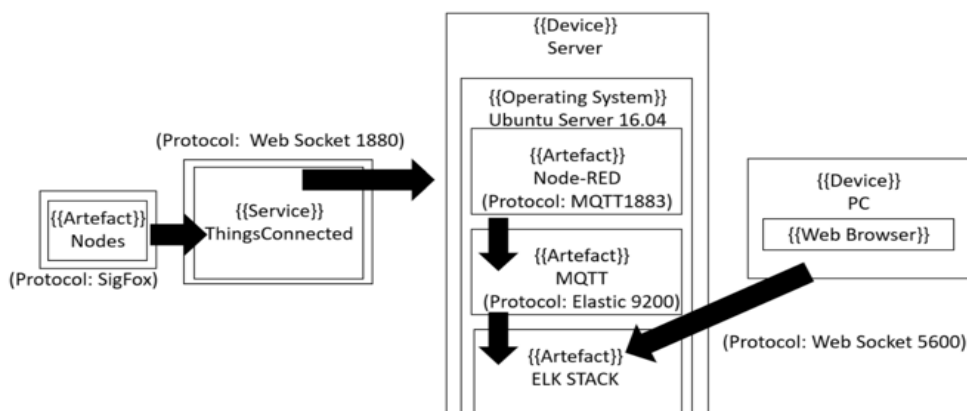 {{Device}}
Server
{{Operating System}}
Ubuntu Server 16.04
(Protocol:  Web Socket 1880)
{{Artefact}}
Node-RED
(Protocol: MQTT1883)
{{Device}}
PC
{{Web Browser}}
{{Service}}
ThingsConnected
{{Artefact}}
Nodes
(Protocol: SigFox)
{{Artefact}}
MQTT
(Protocol: Elastic 9200)
(Protocol: Web Socket 5600)
{{Artefact}}
ELK STACK